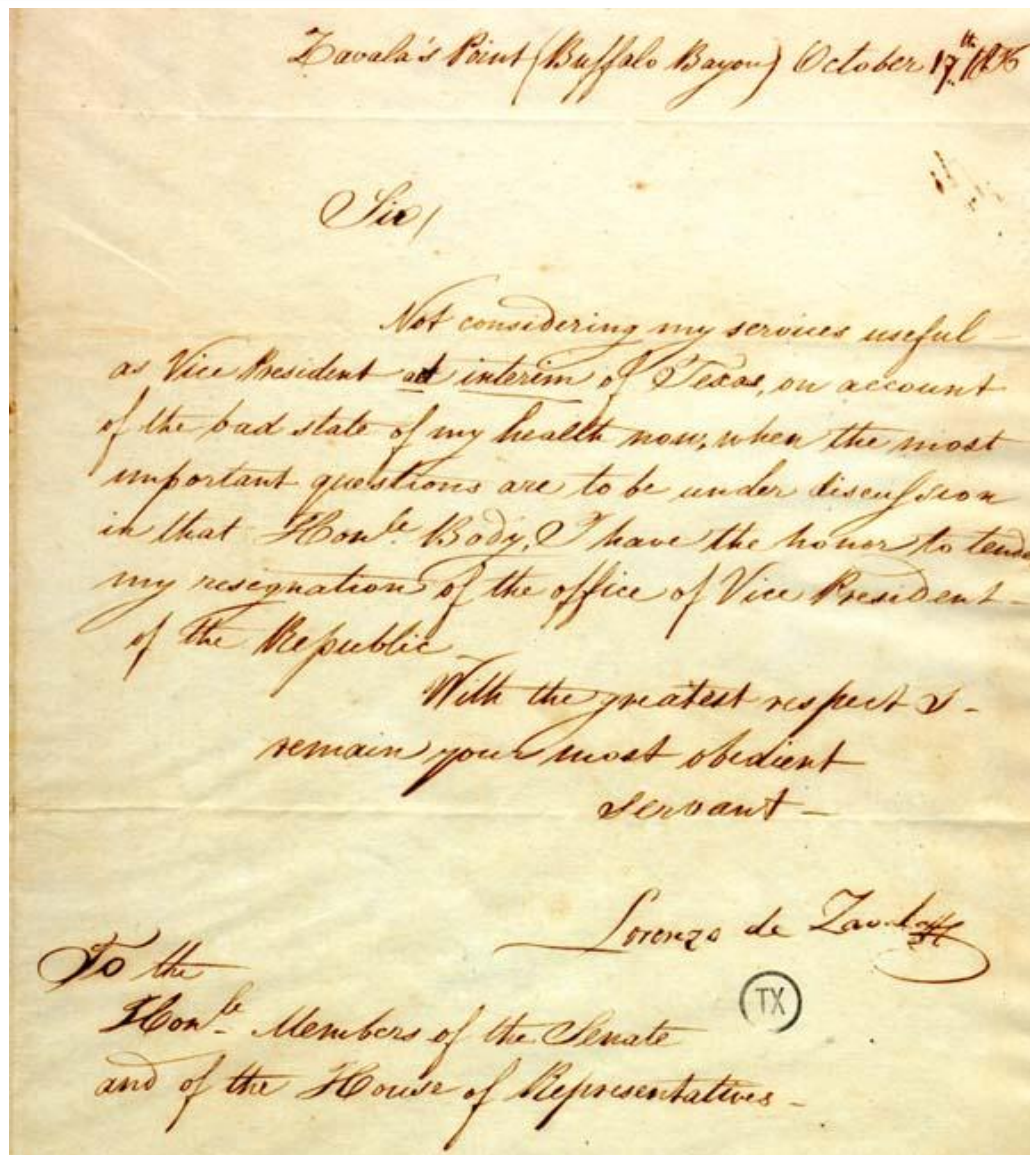 Zavala's Point (Buffalo Bayou) October 17th 1836
Sir/
Not considering my services useful
as Vice President ad interim of Texas, on account
of the bad state of my health now, when the most
important questions are to be under discussion
in that Honle. Body, I have the honor to tender
my resignation of the office of Vice President
of the Republic
With the greatest respect I
remain your most obedient
servant
Lorenzo de Zavala
TX
To the
Honle. Members of the Senate
and of the House of Representatives